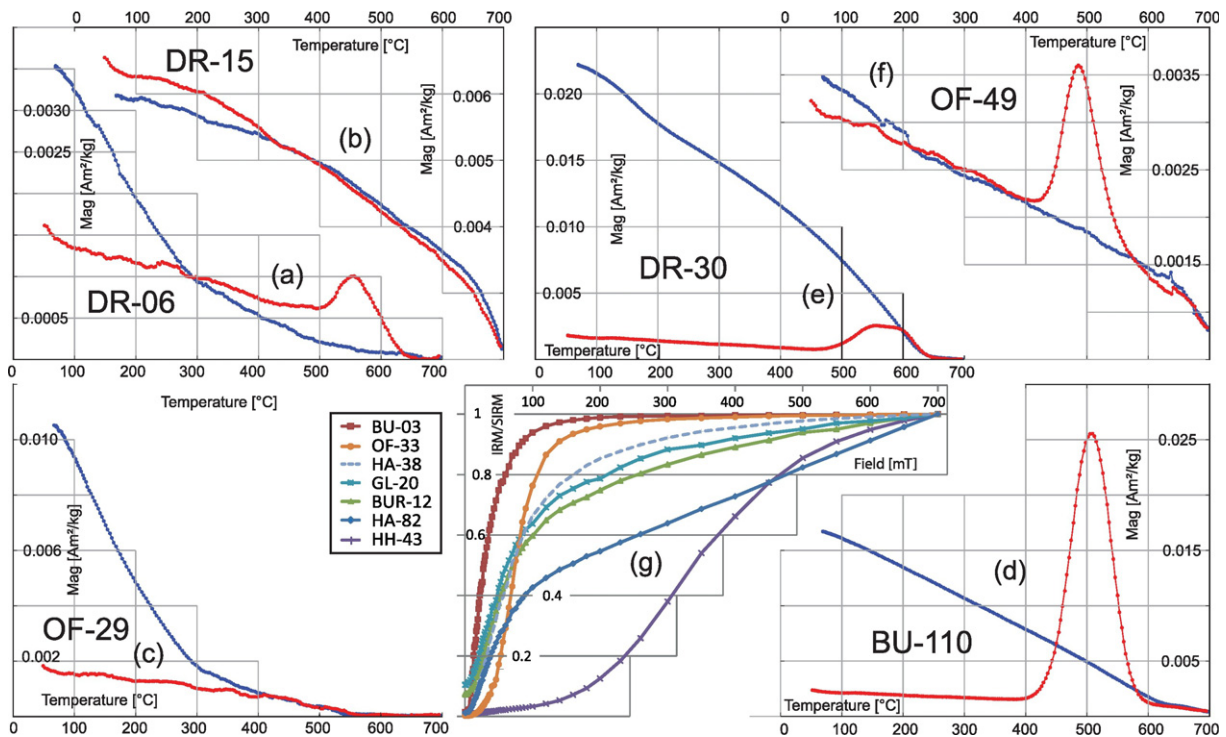 0 100 200 300 400 500 600 700
Temperature [°C]
DR-15
0.0030
0.0025
Mag [Am²/kg]
(b)
Mag [Am²/kg]
0.006
0.005
0.004
(a)
DR-06
0.0005
0 100 200 300 400 500 600 700
0 100 200 300 400 500 600 700
Temperature [°C]
(f)
OF-49
0.0035
0.0025
0.0015
Mag [Am²/kg]
0.020
0.015
0.010
0.005
Mag [Am²/kg]
DR-30
(e)
Temperature [°C]
0 100 200 300 400 500 600 700
Temperature [°C]
0.010
0.006
0.002
Mag [Am²/kg]
OF-29
(c)
Temperature [°C]
0 100 200 300 400 500 600 700
BU-03
OF-33
HA-38
GL-20
BUR-12
HA-82
HH-43
100 200 300 400 500 600 700
IRM/SIRM
1
0.8
0.6
0.4
0.2
Field [mT]
(g)
0.025
0.015
0.005
Mag [Am²/kg]
(d)
BU-110
Temperature [°C]
0 100 200 300 400 500 600 700